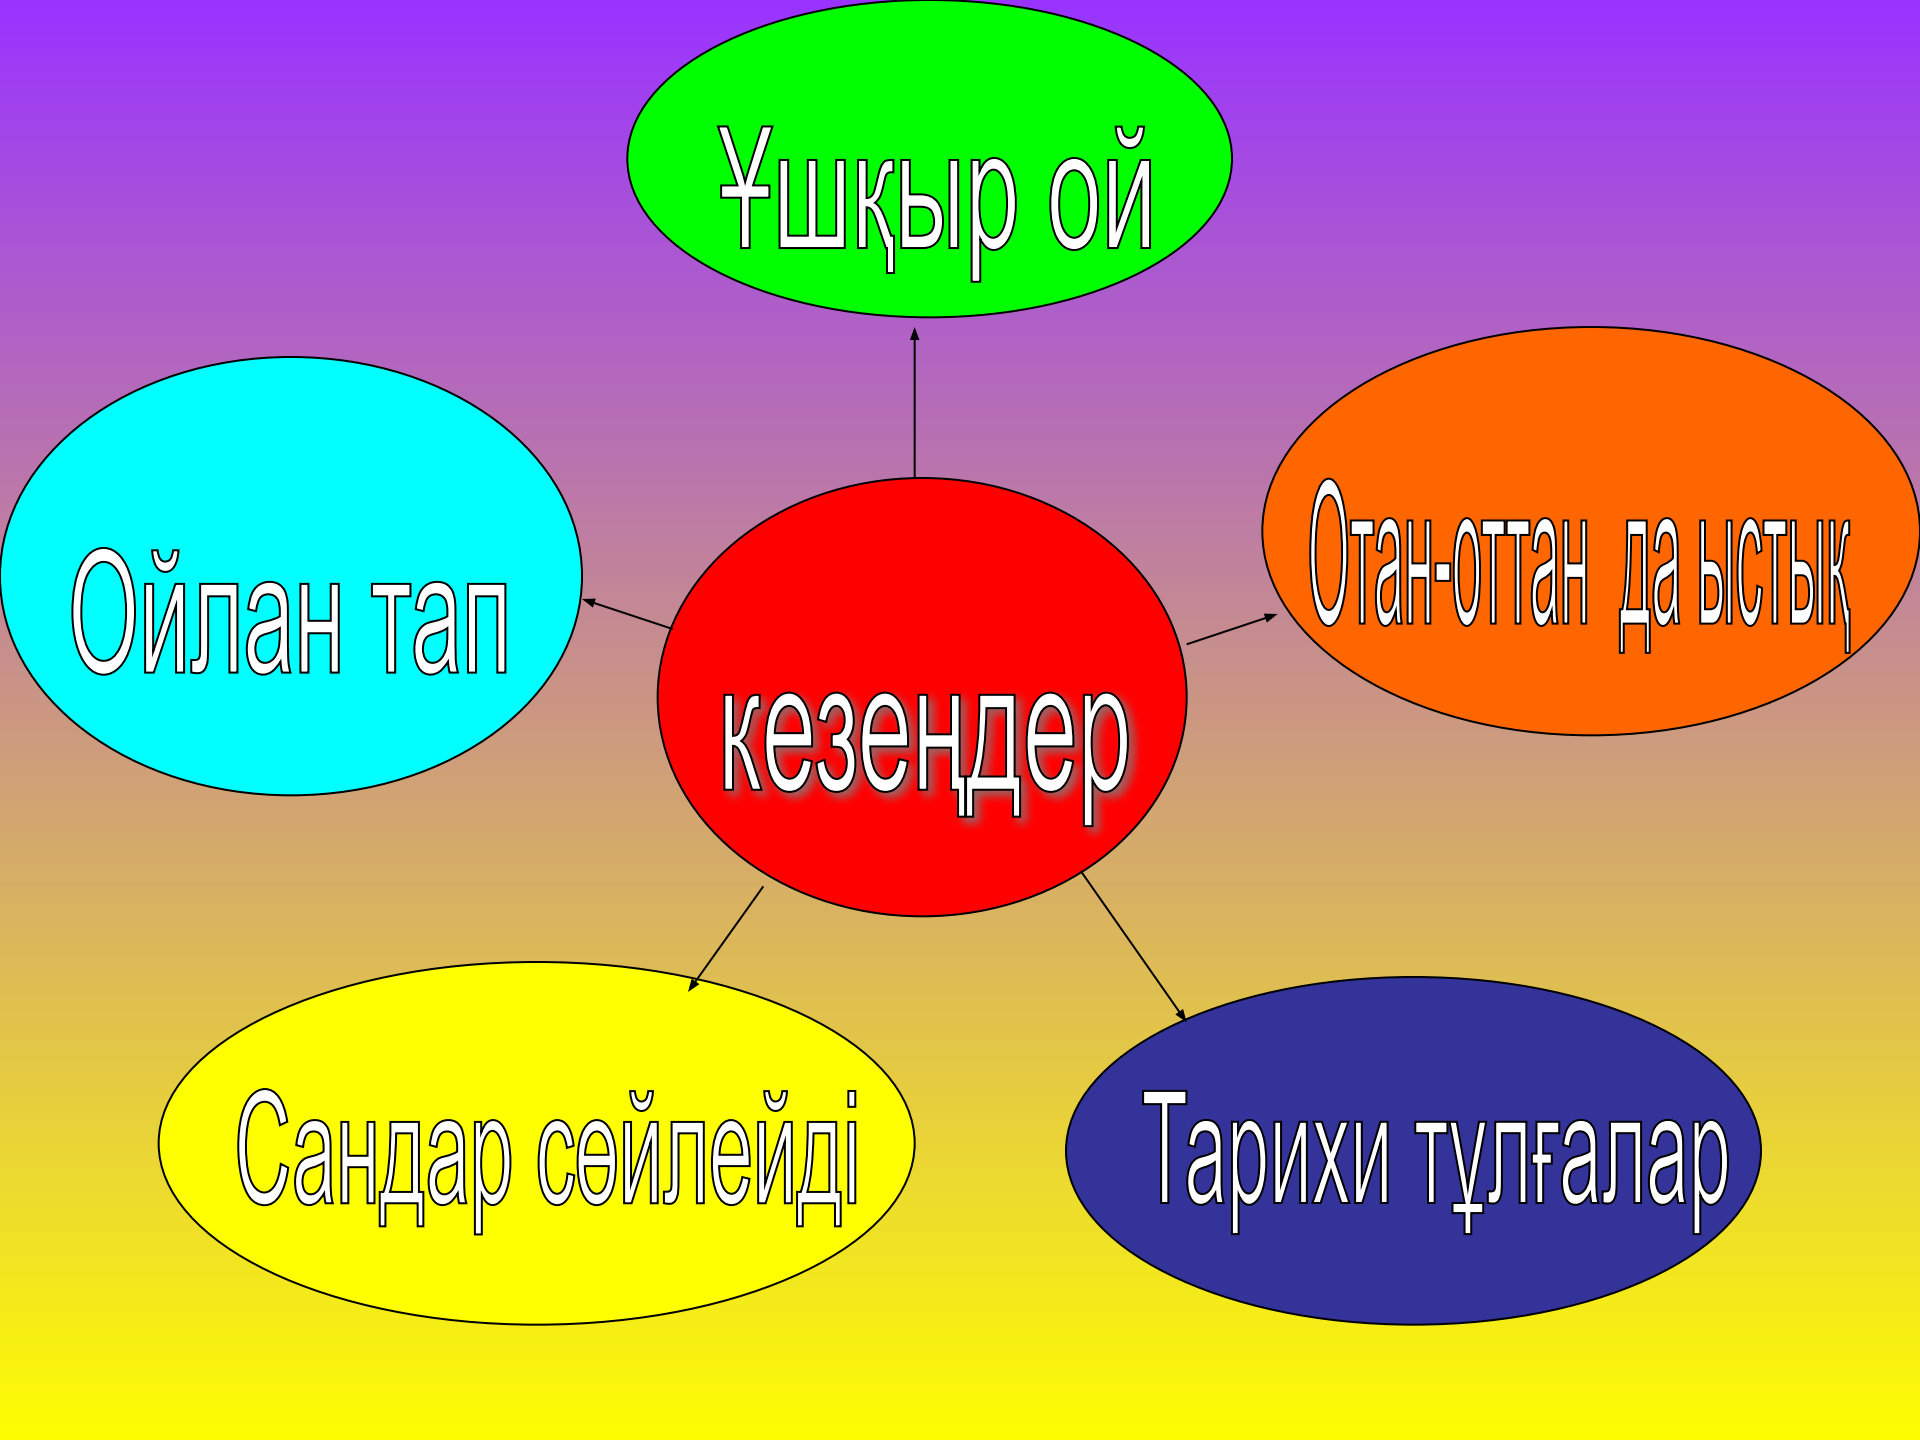 Ұшқыр ой
Отан-оттан да ыстық
Ойлан тап
кезеңдер
Сандар сөйлейді
Тарихи тұлғалар